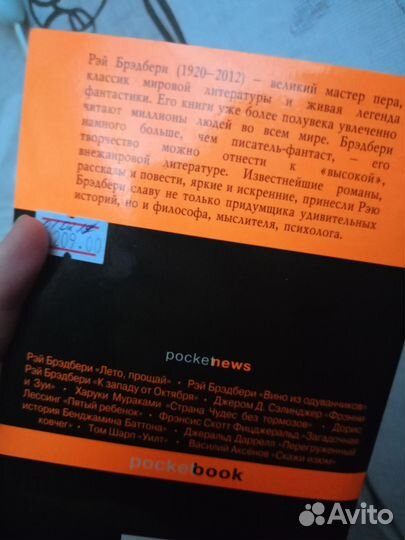 Рэй Брэдбери (1920–2012) – великий мастер пера,
классик мировой литературы и живая легенда
фантастики. Его книги уже более полувека увлеченно
читают миллионы людей во всем мире. Брэдбери
намного больше, чем писатель-фантаст, – его
творчество можно отнести к «высокой»,
внежанровой литературе. Известнейшие романы,
рассказы и повести, яркие и искренние, принесли Рэю
Брэдбери славу не только придумщика удивительных
историй, но и философа, мыслителя, психолога.
209.00
pocketnews
Рэй Брэдбери «Лето, прощай» • Рэй Брэдбери «Вино из одуванчиков»
Рэй Брэдбери «К западу от Октября» • Джером Д. Сэлинджер «Фрэнни
и Зуи» • Харуки Мураками «Страна Чудес без тормозов» • Дорис
Лессинг «Пятый ребенок» • Фрэнсис Скотт Фицджеральд «Загадочная
история Бенджамина Баттона» • Джеральд Даррелл «Перегруженный
ковчег» • Том Шарп «Уилт» • Василий Аксёнов «Скажи изюм»
pocketbook
Avito